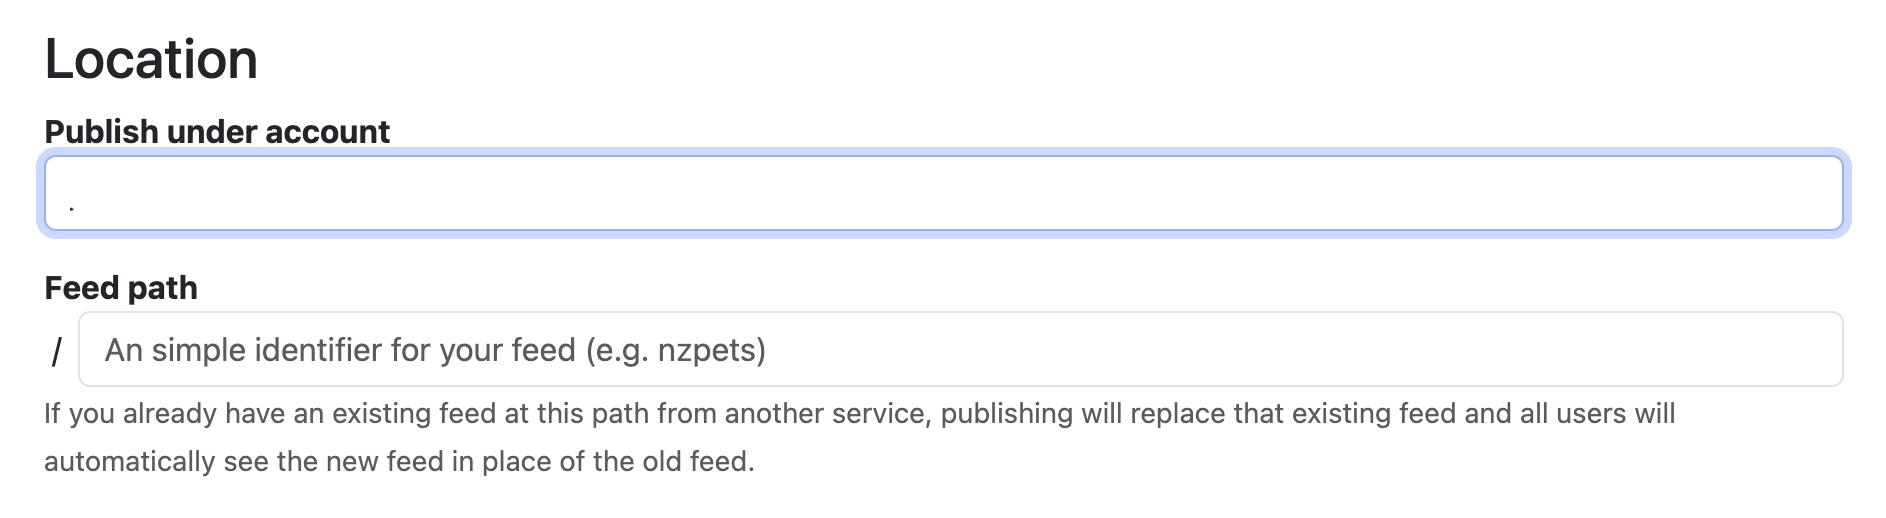 Location
Publish under account
.
Feed path
/ An simple identifier for your feed (e.g. nzpets)
If you already have an existing feed at this path from another service, publishing will replace that existing feed and all users will
automatically see the new feed in place of the old feed.